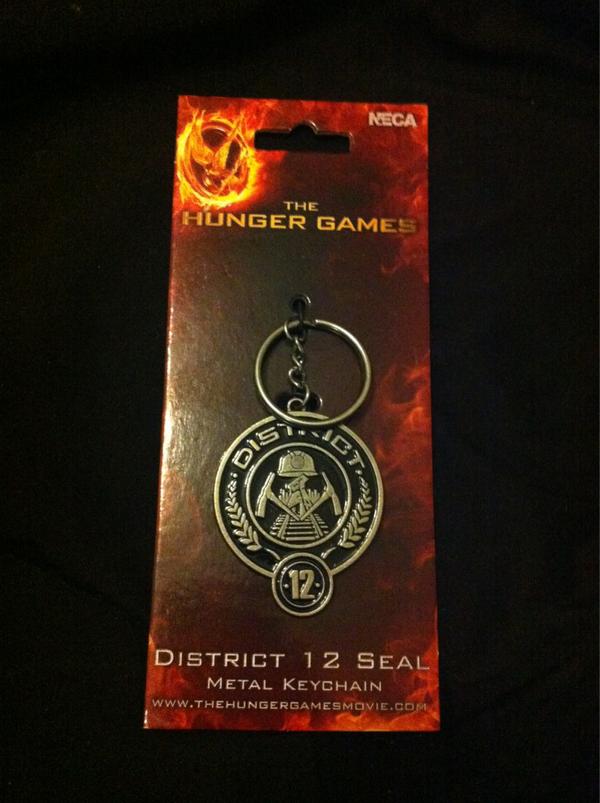 NECA
THE
HUNGER GAMES
DISTRICT
12
DISTRICT 12 SEAL
METAL KEYCHAIN
WWW.THEHUNGERGAMESMOVIE.COM